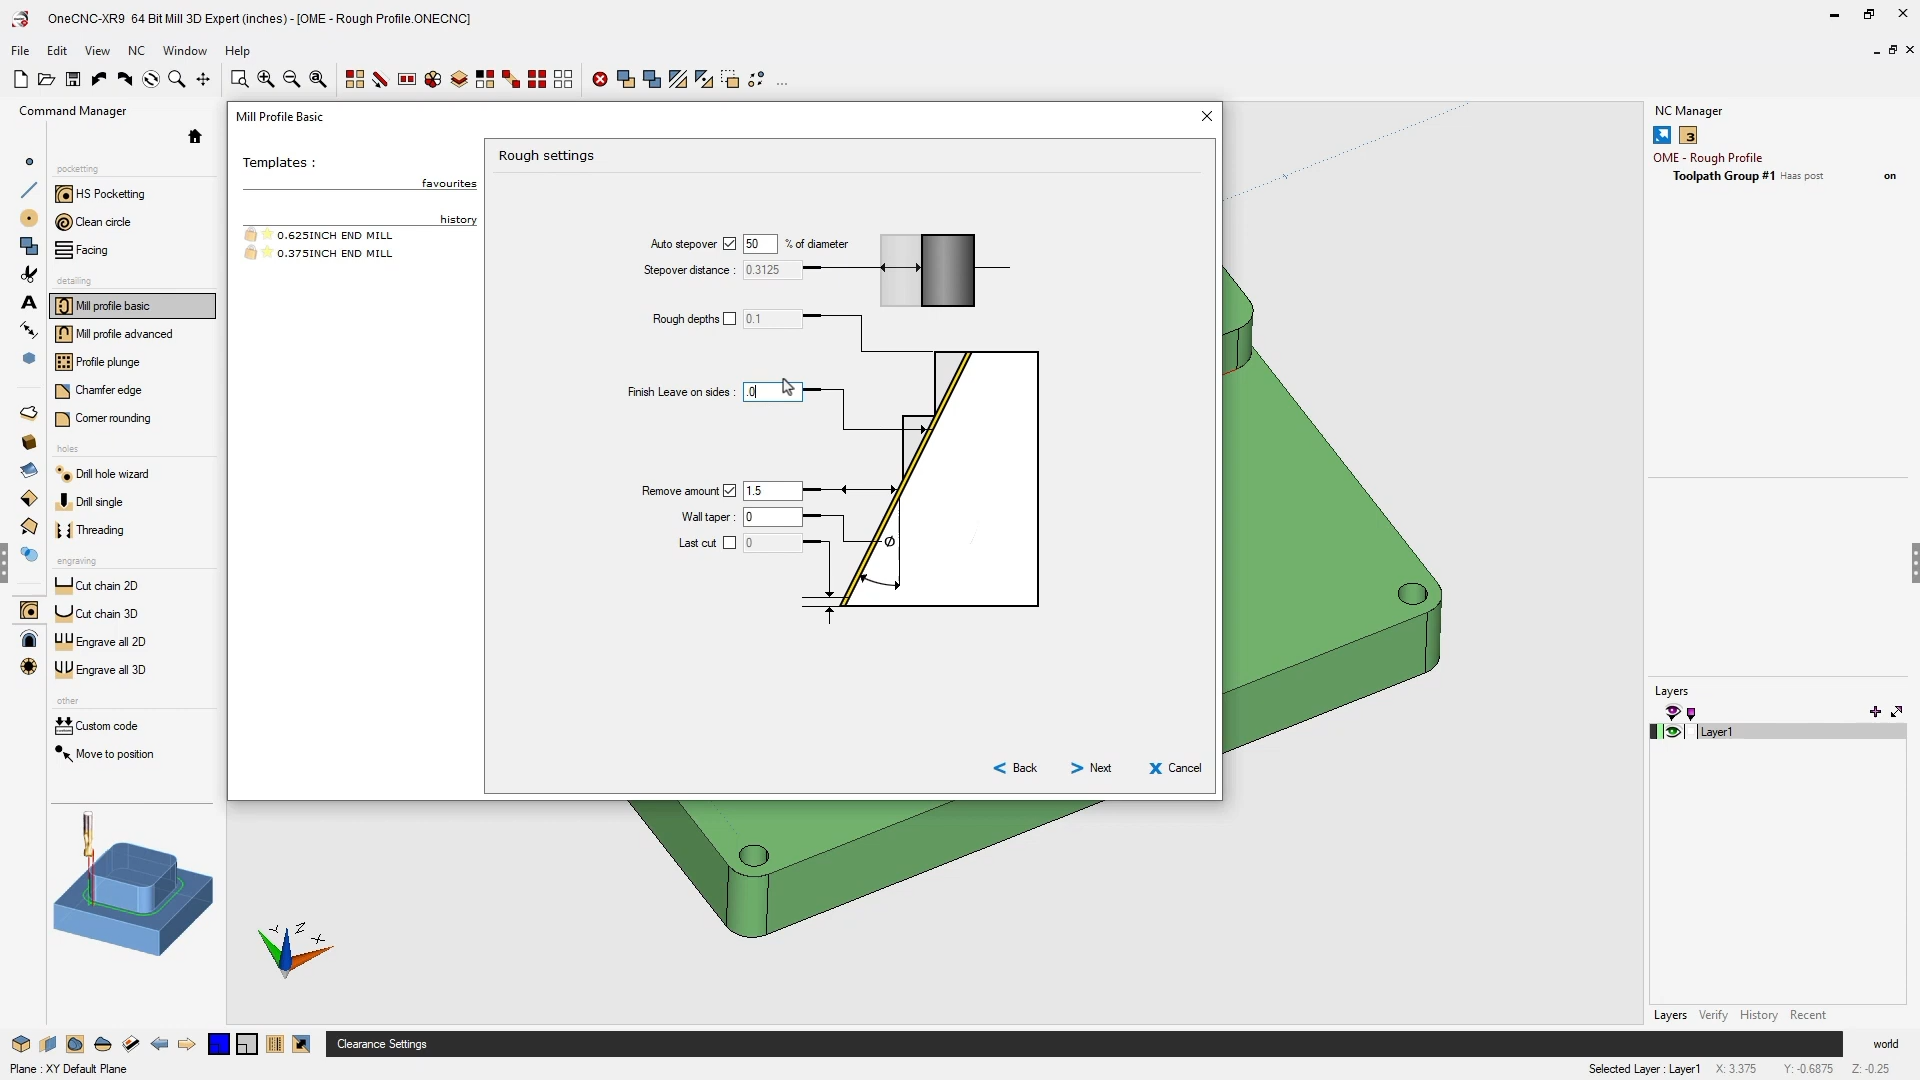 OneCNC-XR9 64 Bit Mill 3D Expert (inches) - [OME - Rough Profile.ONECNC]
File Edit View NC Window Help
Command Manager
pocketting
HS Pocketting
Clean circle
Facing
detailing
Mill profile basic
Mill profile advanced
Profile plunge
Chamfer edge
Corner rounding
holes
Drill hole wizard
Drill single
Threading
engraving
Cut chain 2D
Cut chain 3D
Engrave all 2D
Engrave all 3D
other
Custom code
Move to position
Mill Profile Basic
Templates :
favourites
history
0.625INCH END MILL
0.375INCH END MILL
Rough settings
Auto stepover 50 % of diameter
Stepover distance : 0.3125
Rough depths 0.1
Finish Leave on sides : .0
Remove amount 1.5
Wall taper : 0
Last cut 0
Ø
< Back > Next X Cancel
Y Z X
NC Manager
3
OME - Rough Profile
Toolpath Group #1 Haas post on
Layers
Layer1
Layers Verify History Recent
Clearance Settings
world
Plane : XY Default Plane
Selected Layer : Layer1 X: 3.375 Y: -0.6875 Z: -0.25